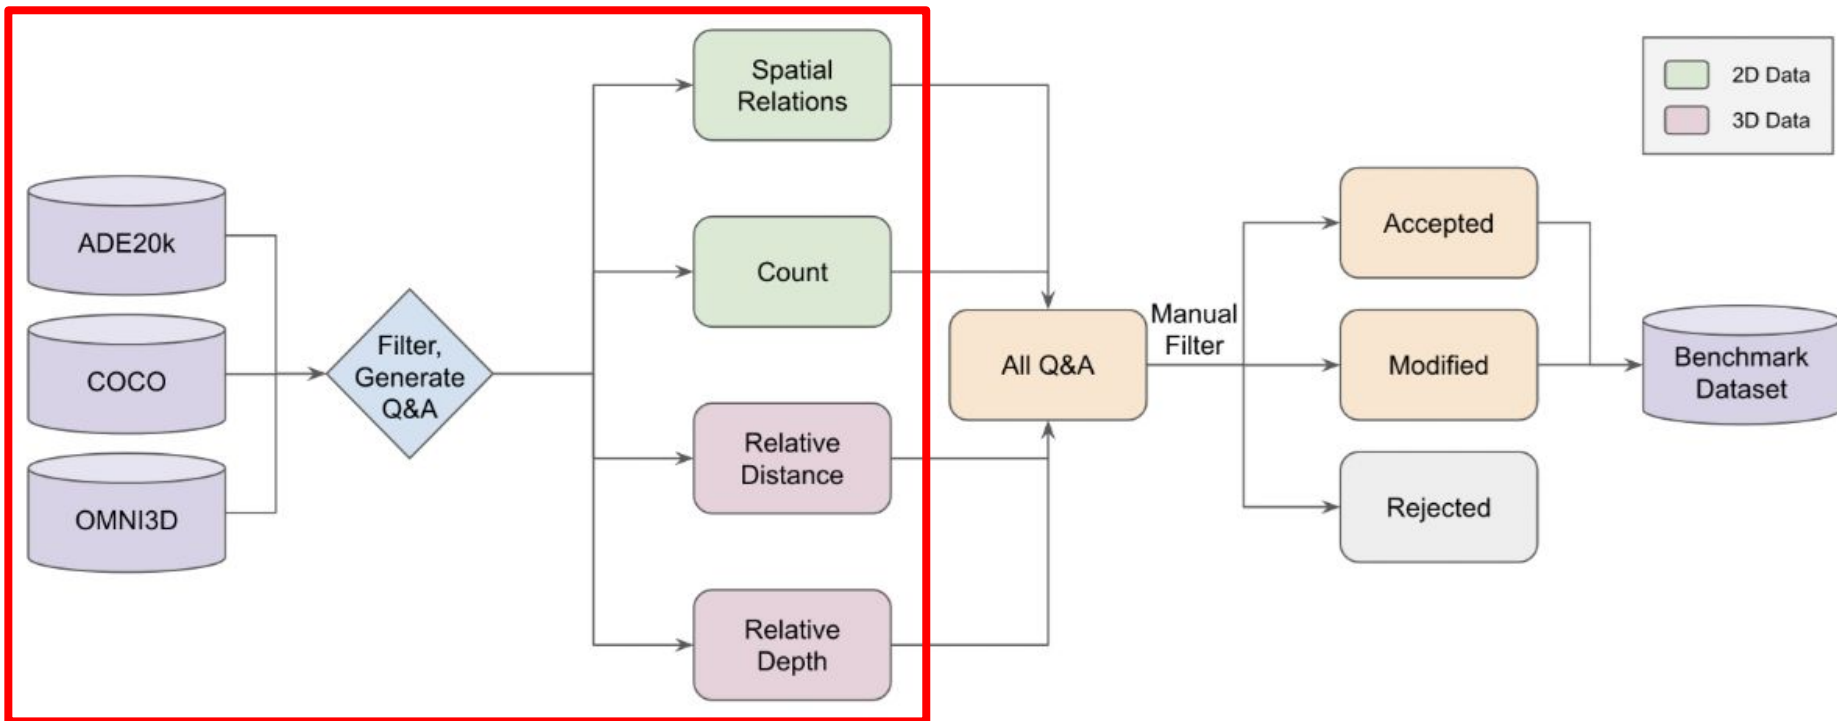 ADE20k
COCO
OMNI3D
Filter,
Generate
Q&A
Spatial
Relations
Count
Relative
Distance
Relative
Depth
All Q&A
Manual
Filter
Accepted
Modified
Rejected
Benchmark
Dataset
2D Data
3D Data